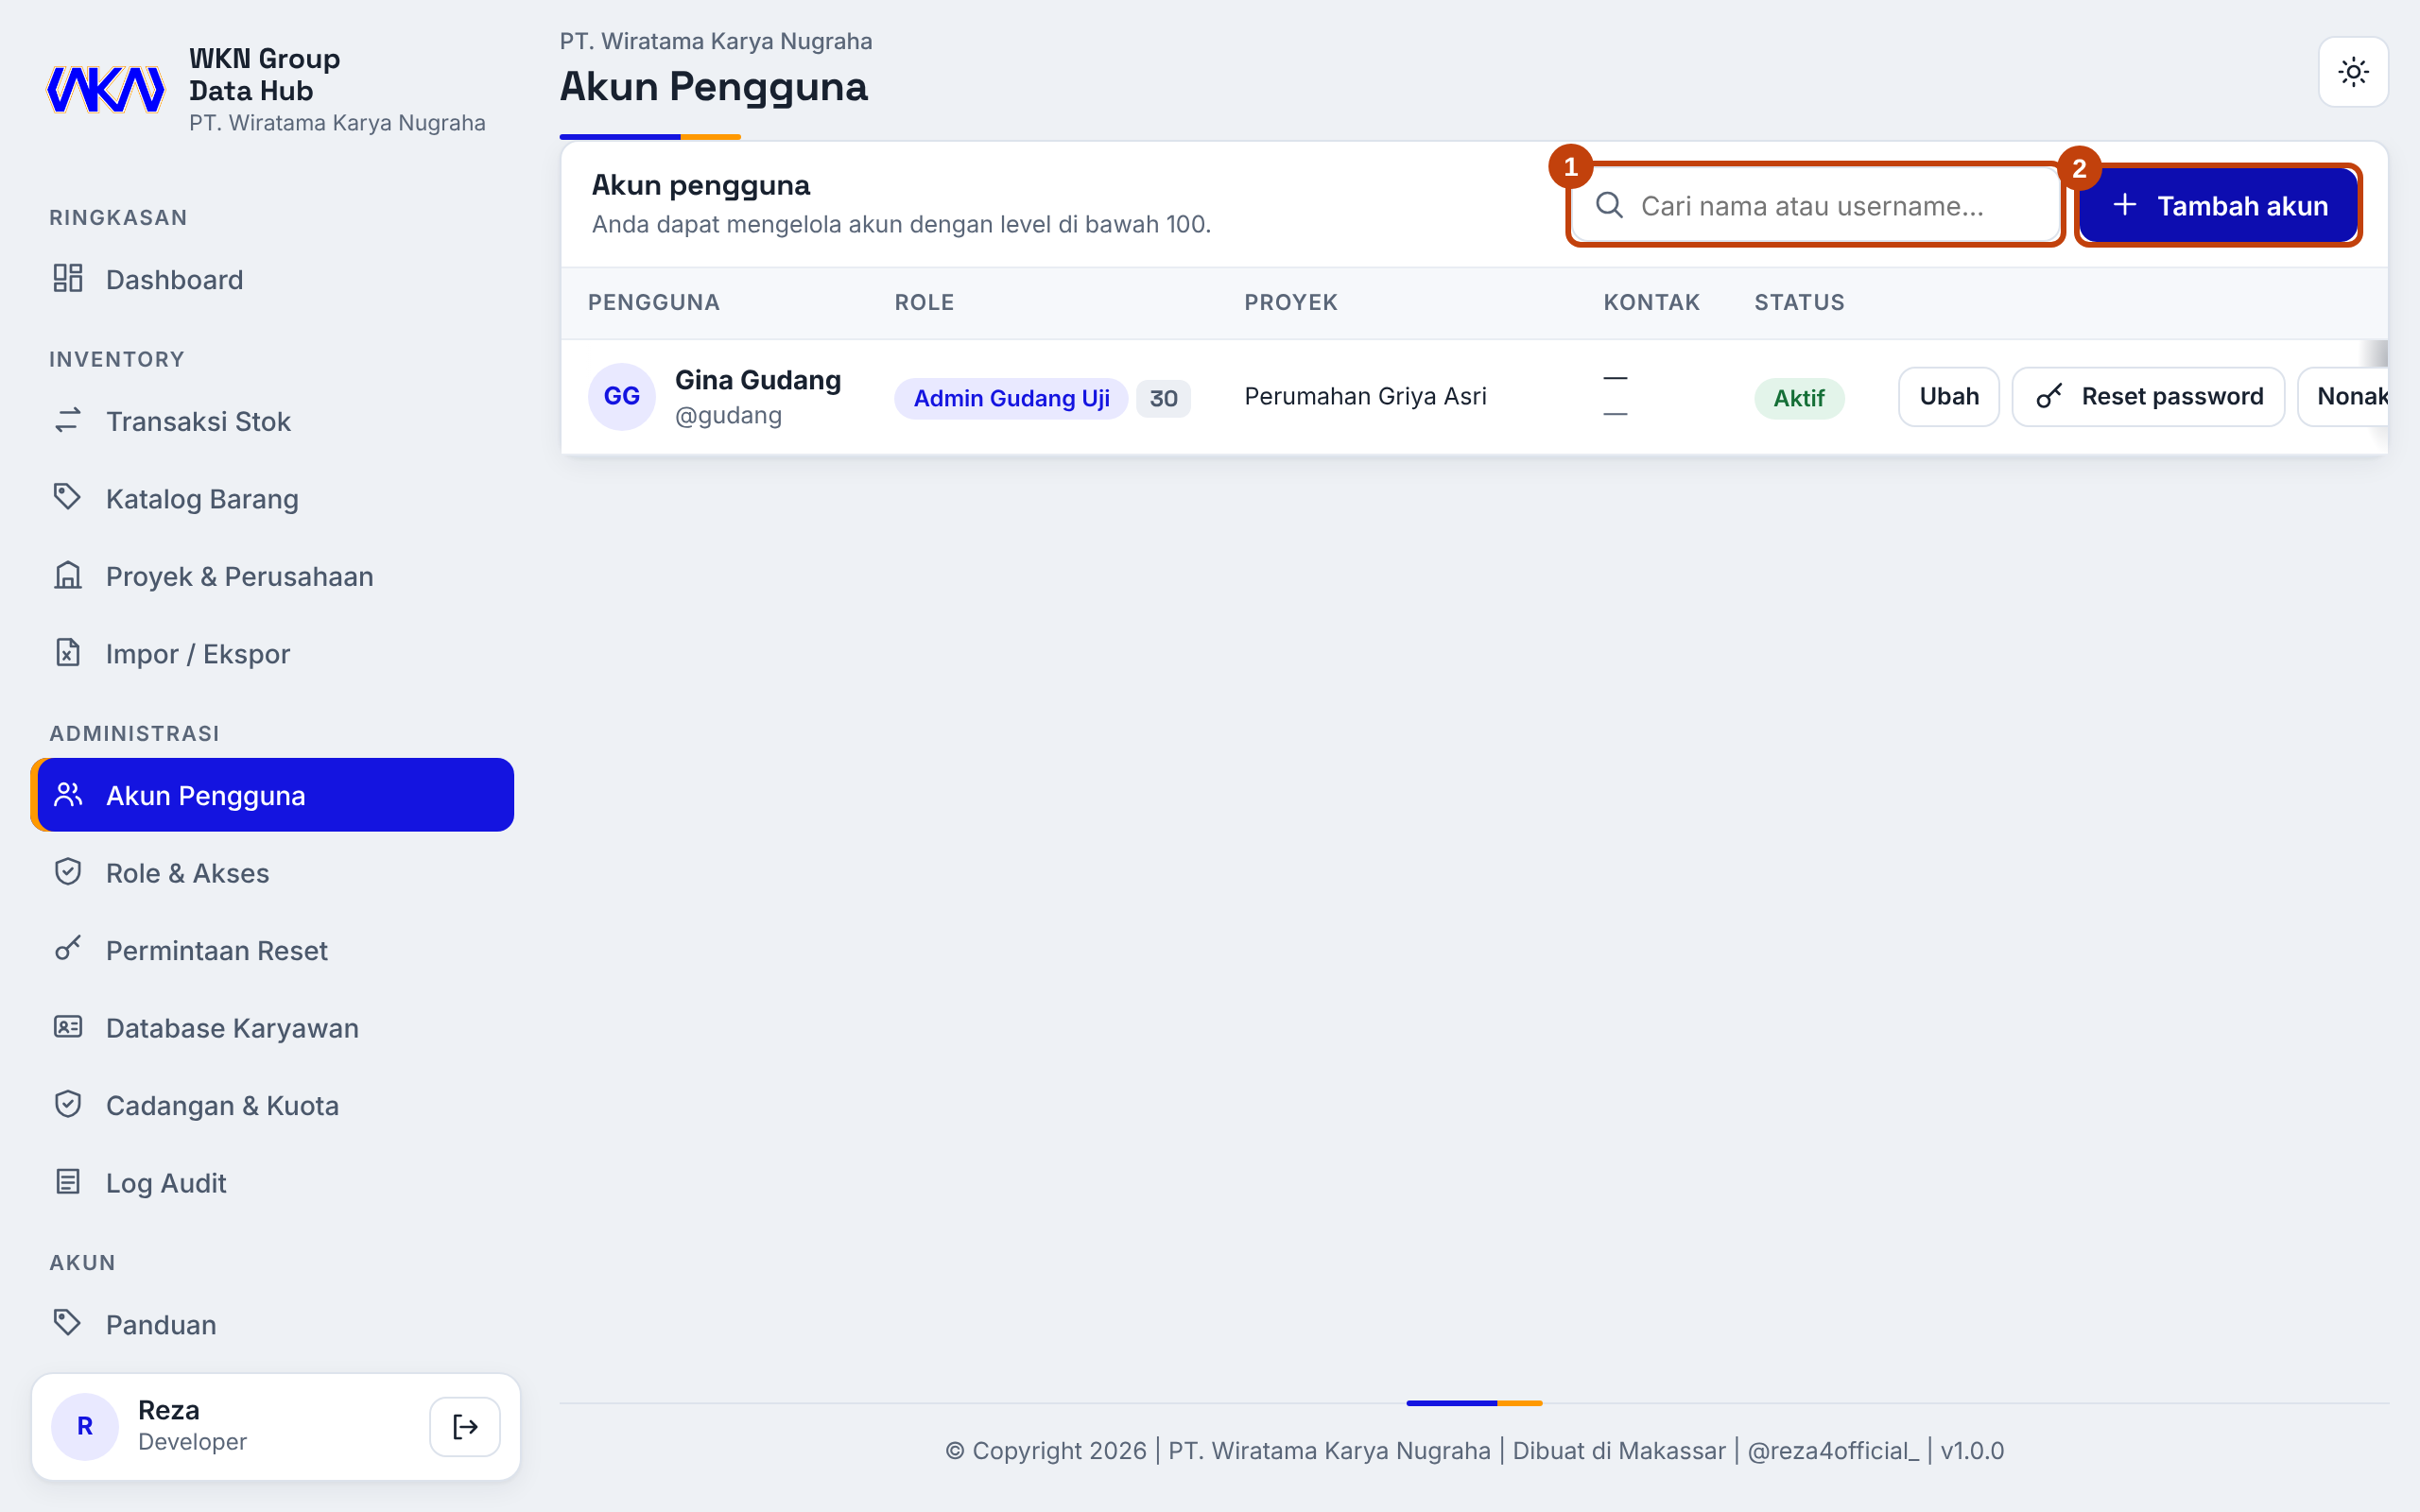 WKN
WKN Group
Data Hub
PT. Wiratama Karya Nugraha
RINGKASAN
Dashboard
INVENTORY
Transaksi Stok
Katalog Barang
Proyek & Perusahaan
Impor / Ekspor
ADMINISTRASI
Akun Pengguna
Role & Akses
Permintaan Reset
Database Karyawan
Cadangan & Kuota
Log Audit
AKUN
Panduan
R
Reza
Developer
PT. Wiratama Karya Nugraha
Akun Pengguna
Akun pengguna
Anda dapat mengelola akun dengan level di bawah 100.
1
Cari nama atau username...
2
Tambah akun
PENGGUNA ROLE PROYEK KONTAK STATUS
GG
Gina Gudang
@gudang
Admin Gudang Uji 30
Perumahan Griya Asri
—
—
Aktif
Ubah
Reset password
Nonak
© Copyright 2026 | PT. Wiratama Karya Nugraha | Dibuat di Makassar | @reza4official_ | v1.0.0